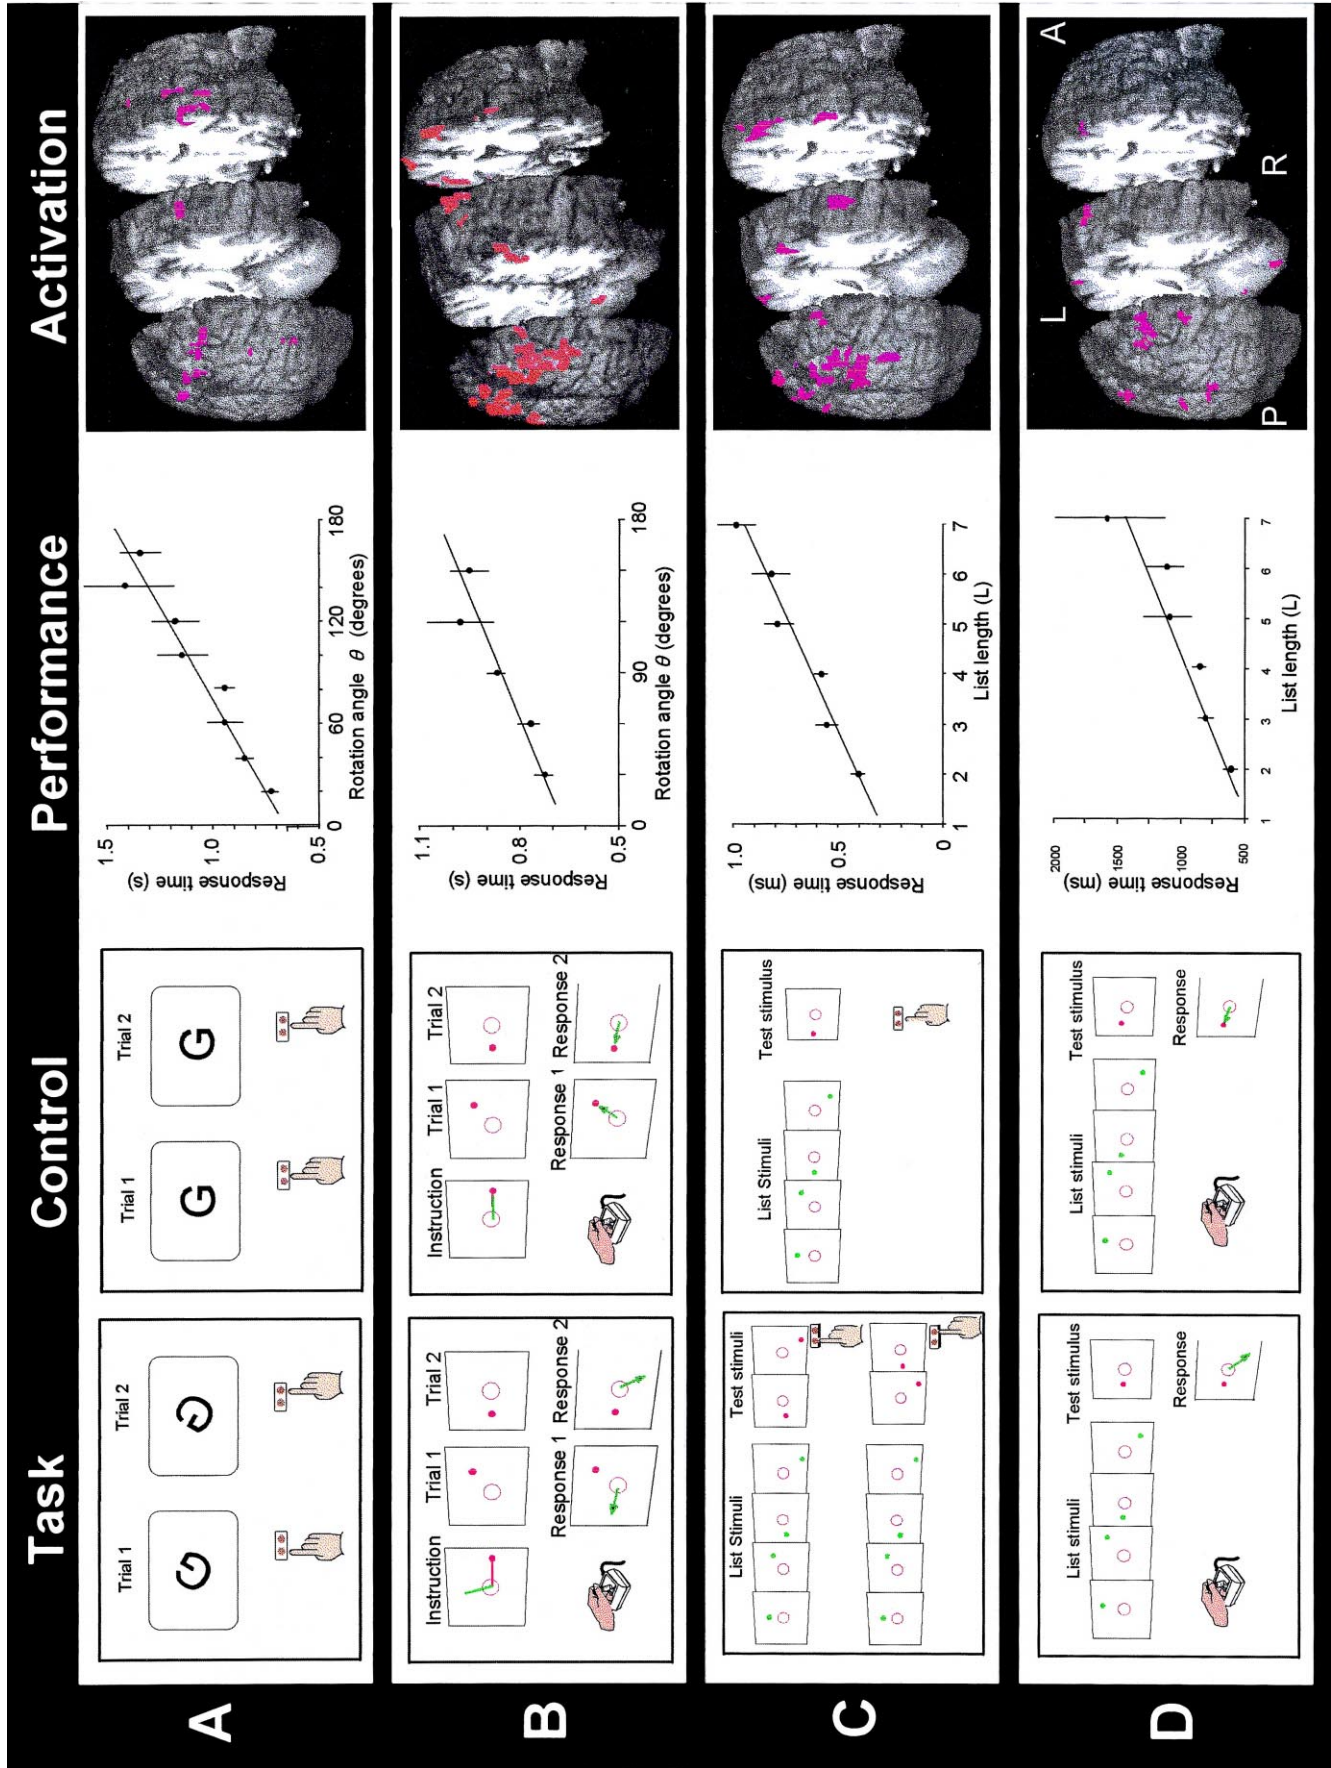 Task Control Performance Activation
A
Trial 1 Trial 2
Trial 1 Trial 2
G G
G G
Response time (s)
1.5
1.0
0.5
0 60 120 180
Rotation angle θ (degrees)
B
Instruction Trial 1 Trial 2
Response 1 Response 2
Instruction Trial 1 Trial 2
Response 1 Response 2
Response time (s)
1.1
0.8
0.5
0 90 180
Rotation angle θ (degrees)
C
List Stimuli Test stimuli
List Stimuli Test stimulus
Response time (ms)
1.0
0.5
0
1 2 3 4 5 6 7
List length (L)
D
List stimuli Test stimulus
Response
List stimuli Test stimulus
Response
Response time (ms)
2000
1500
1000
500
1 2 3 4 5 6 7
List length (L)
L A
P R